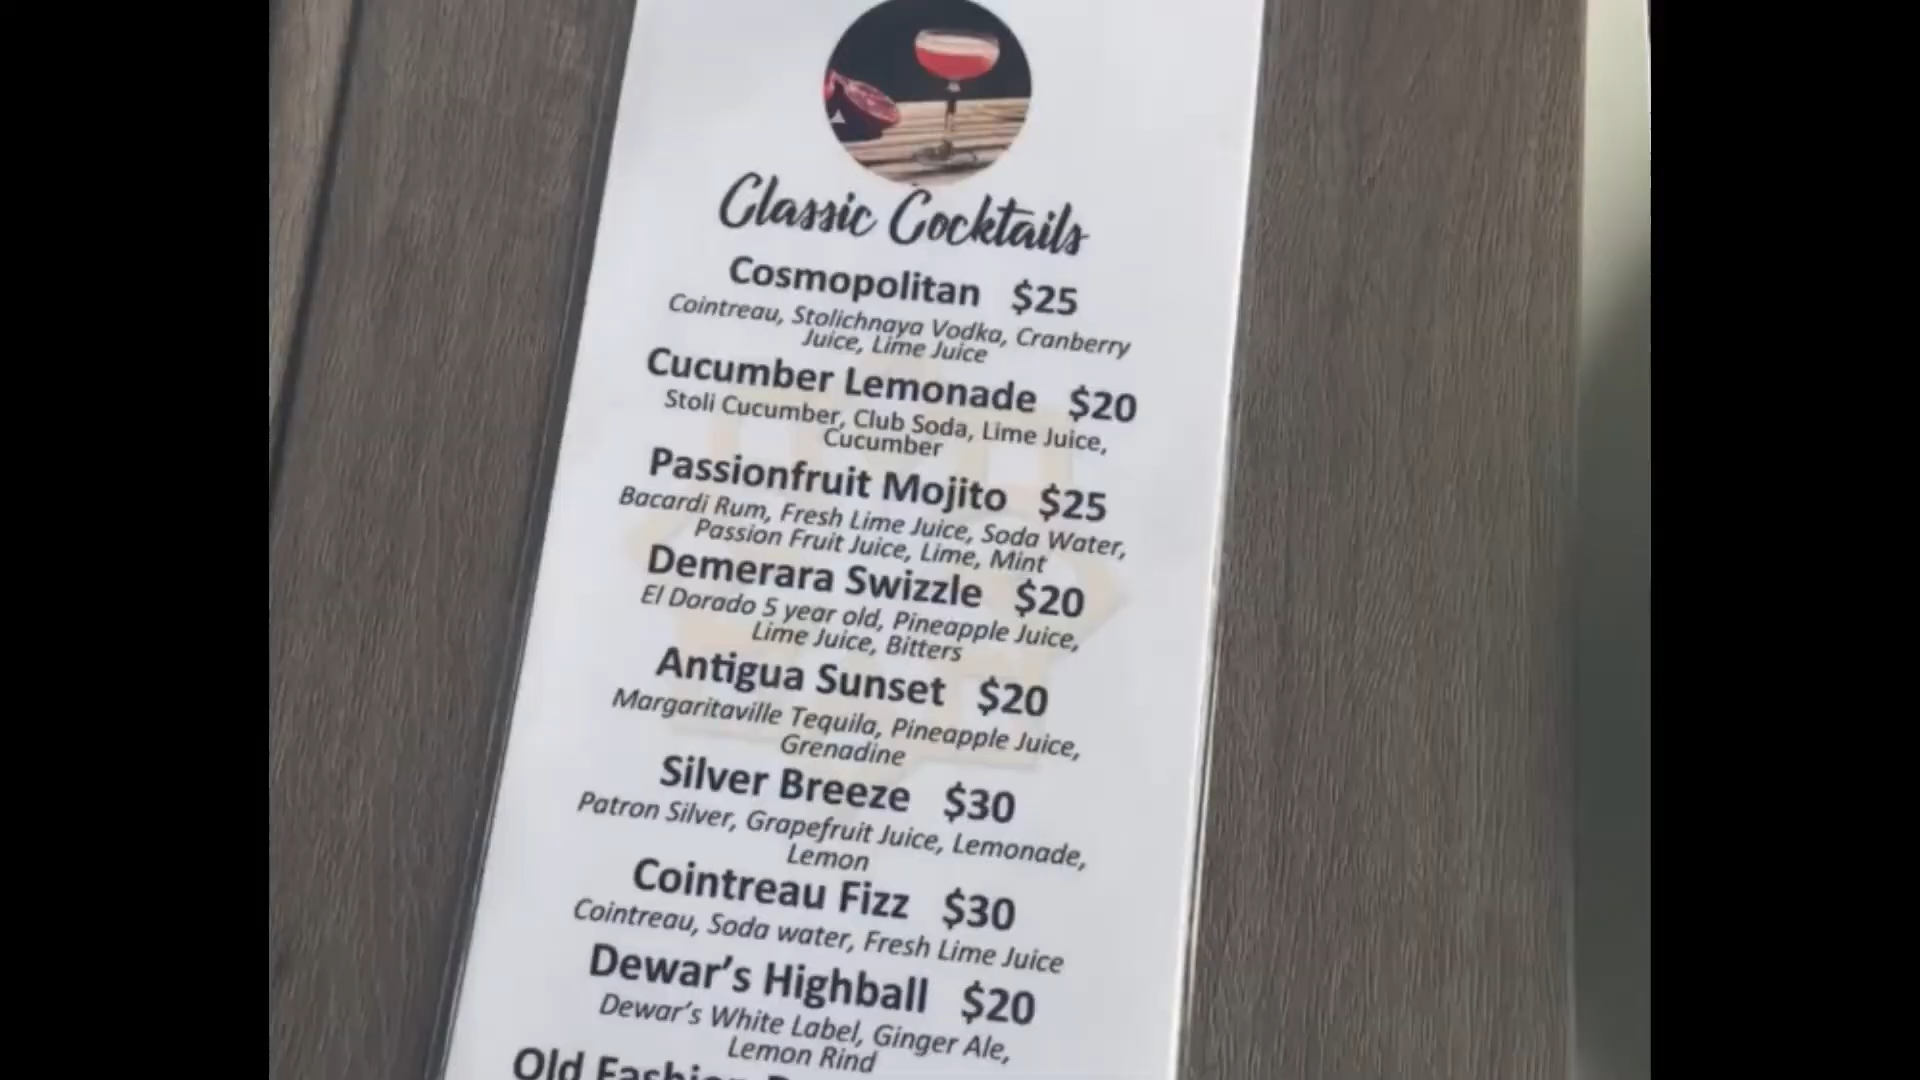 Classic Cocktails
Cosmopolitan $25
Cointreau, Stolichnaya Vodka, Cranberry
Juice, Lime Juice
Cucumber Lemonade $20
Stoli Cucumber, Club Soda, Lime Juice,
Cucumber
Passionfruit Mojito $25
Bacardi Rum, Fresh Lime Juice, Soda Water,
Passion Fruit Juice, Lime, Mint
Demerara Swizzle $20
El Dorado 5 year old, Pineapple Juice,
Lime Juice, Bitters
Antigua Sunset $20
Margaritaville Tequila, Pineapple Juice,
Grenadine
Silver Breeze $30
Patron Silver, Grapefruit Juice, Lemonade,
Lemon
Cointreau Fizz $30
Cointreau, Soda water, Fresh Lime Juice
Dewar's Highball $20
Dewar's White Label, Ginger Ale,
Lemon Rind
Old Fashion